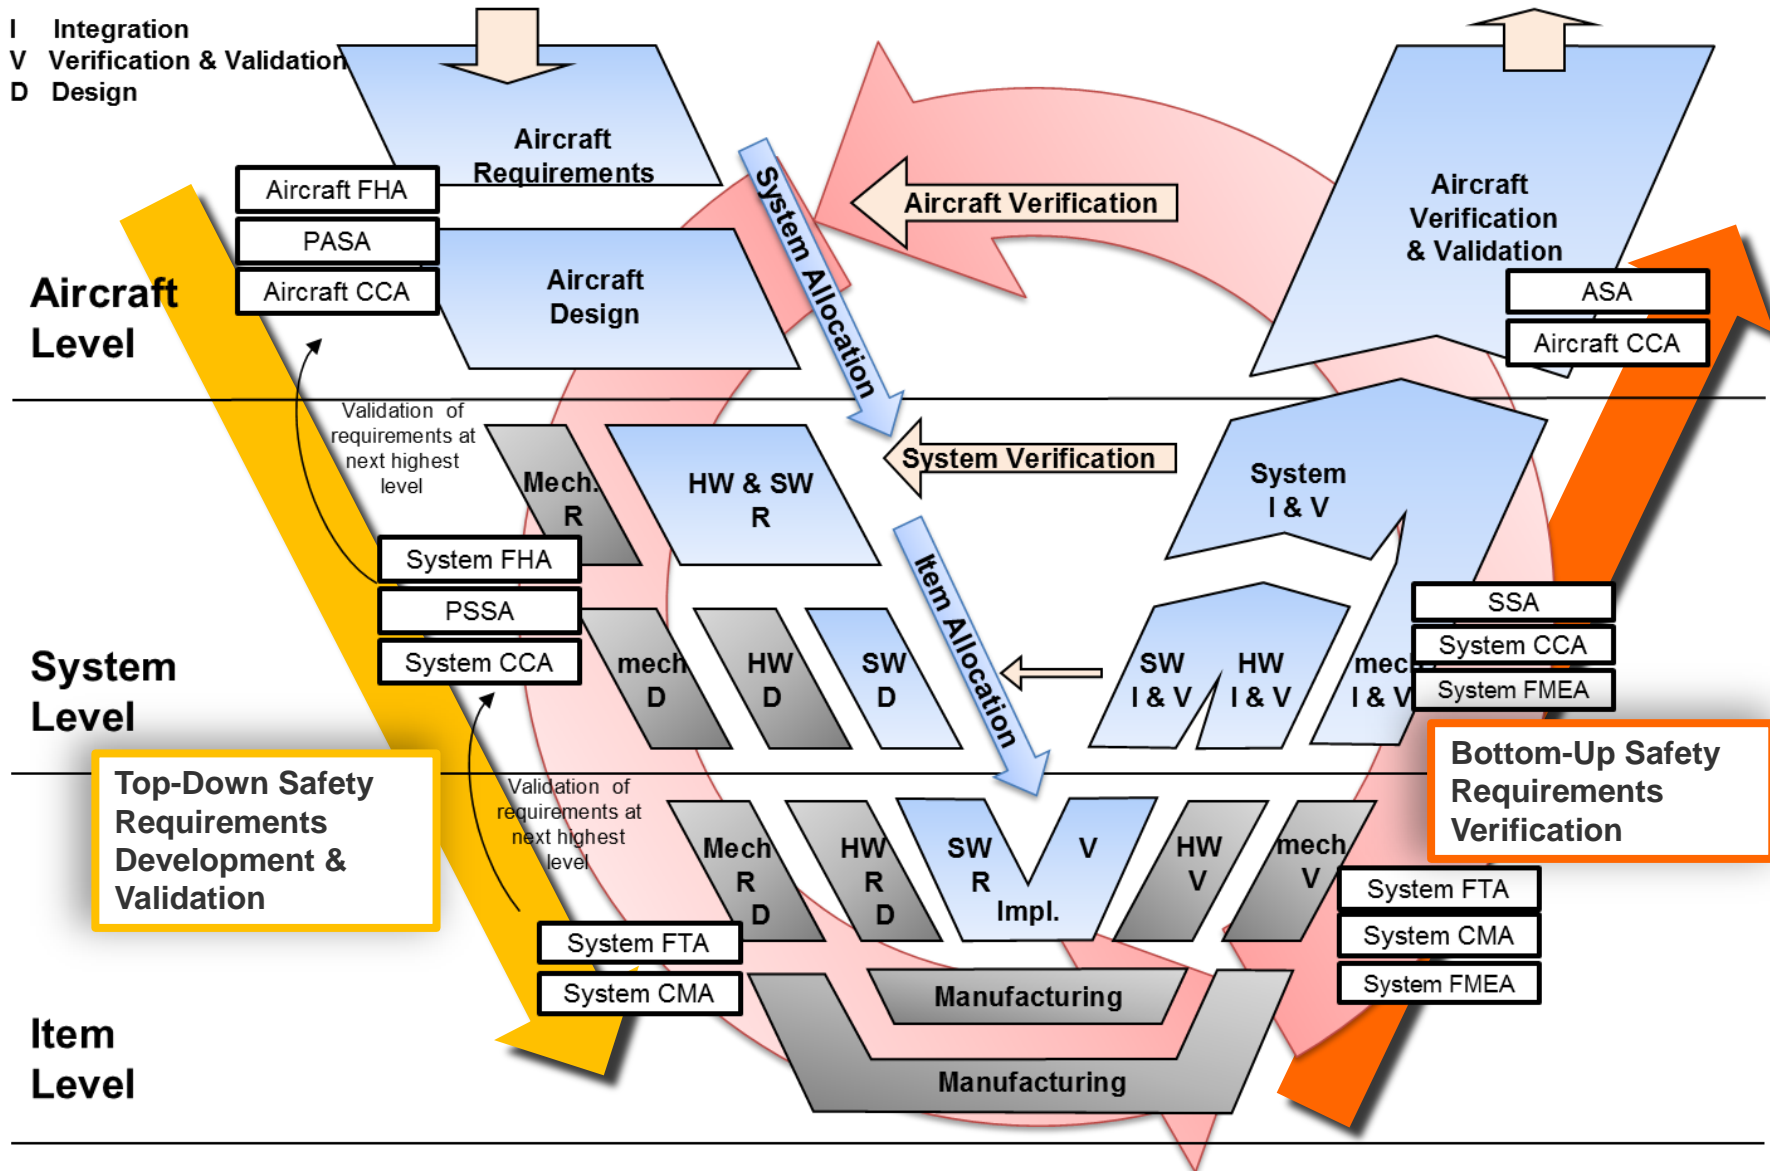 I Integration
V Verification & Validation
D Design
Aircraft
Requirements
Aircraft FHA
PASA
Aircraft CCA
Aircraft
Design
Aircraft
Level
System Allocation
Aircraft Verification
Aircraft
Verification
& Validation
ASA
Aircraft CCA
Validation of
requirements at
next highest
level
Mech.
R
HW & SW
R
System Verification
System
I & V
System FHA
PSSA
System CCA
System
Level
mech
D
HW
D
SW
D
Item Allocation
SW
I & V
HW
I & V
mech
I & V
SSA
System CCA
System FMEA
Top-Down Safety
Requirements
Development &
Validation
Validation of
requirements at
next highest
level
Bottom-Up Safety
Requirements
Verification
Mech
R
D
HW
R
D
SW
R
V
Impl.
HW
V
mech
V
System FTA
System CMA
System FTA
System CMA
System FMEA
Manufacturing
Manufacturing
Item
Level